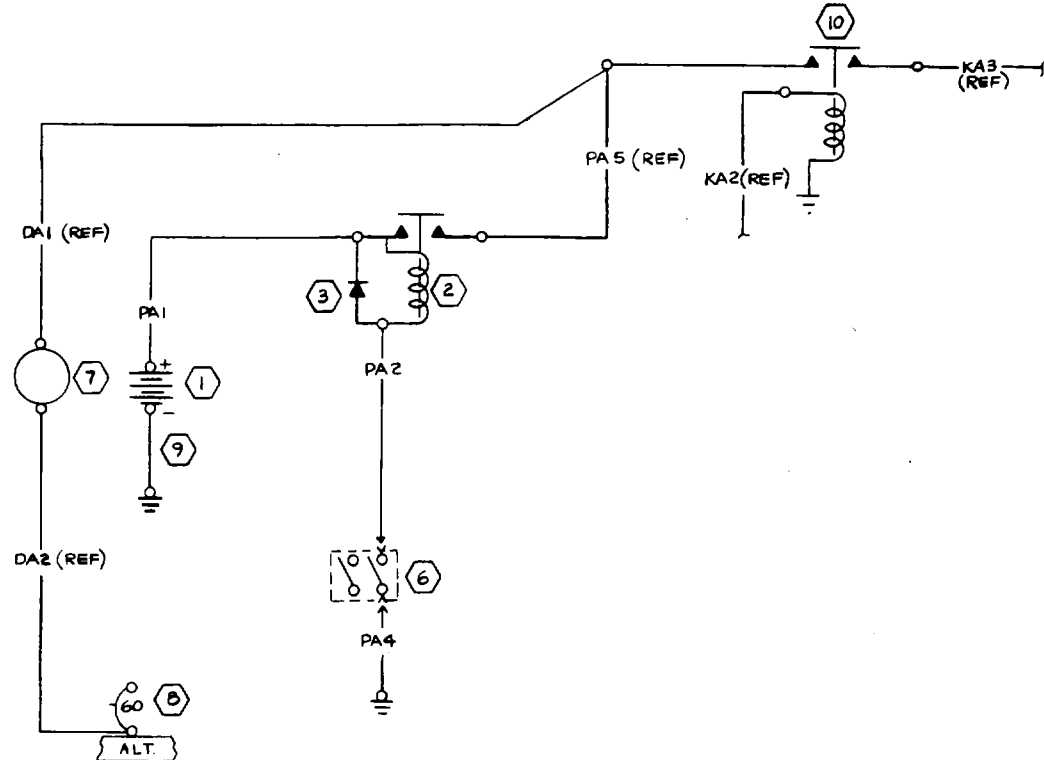 10
KA3
(REF)
PA5 (REF)
KA2(REF)
DA1 (REF)
3
2
PA1
+
PA2
7
1
-
9
DA2 (REF)
6
PA4
60
8
ALT.